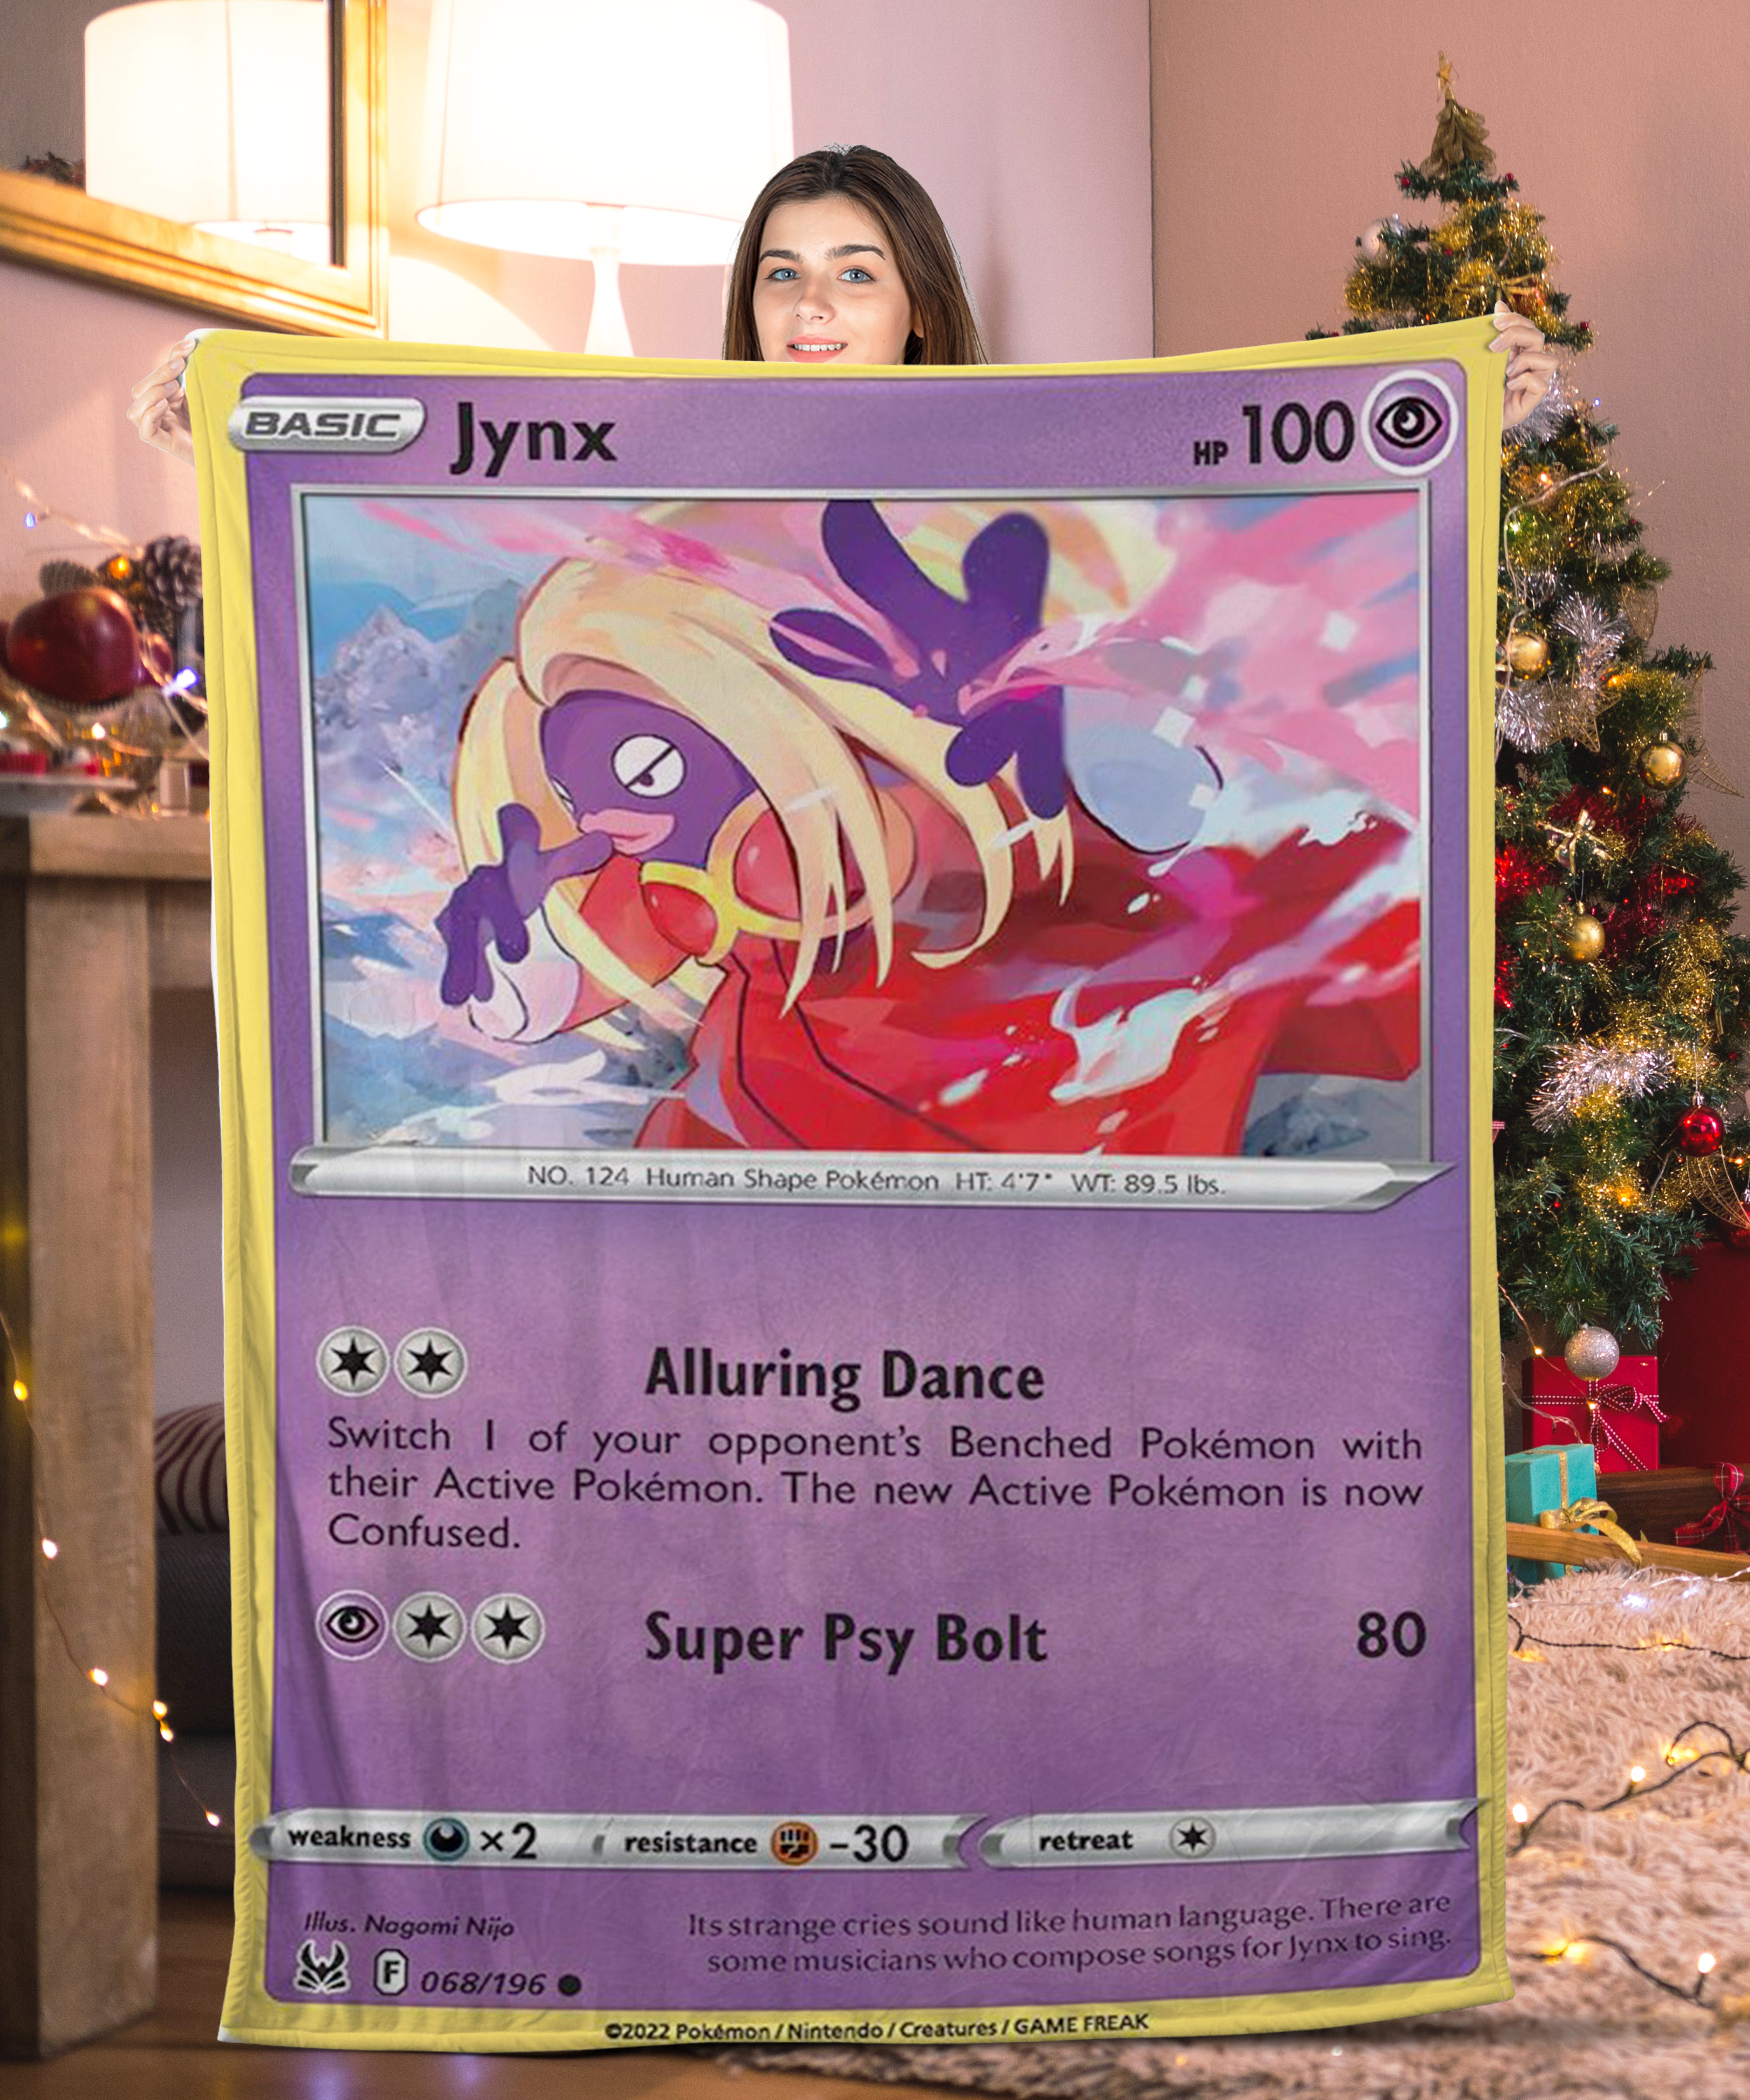 BASIC Jynx HP 100
NO. 124 Human Shape Pokémon HT: 4'7" WT: 89.5 lbs.
Alluring Dance
Switch 1 of your opponent's Benched Pokémon with
their Active Pokémon. The new Active Pokémon is now
Confused.
Super Psy Bolt 80
weakness ×2 resistance -30 retreat
Illus. Nagomi Nijo
F 068/196
Its strange cries sound like human language. There are
some musicians who compose songs for Jynx to sing.
©2022 Pokémon / Nintendo / Creatures / GAME FREAK